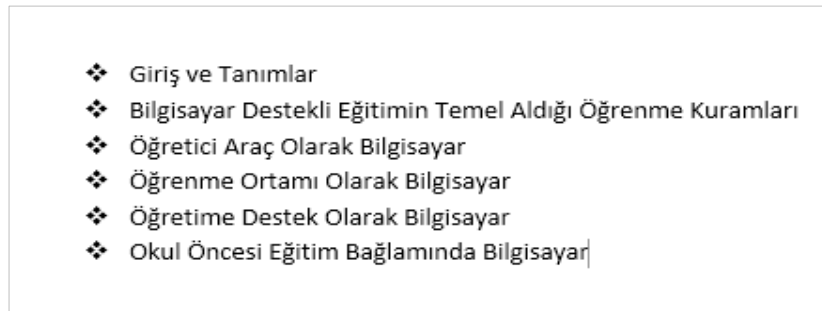 ❖ Giriş ve Tanımlar
❖ Bilgisayar Destekli Eğitimin Temel Aldığı Öğrenme Kuramları
❖ Öğretici Araç Olarak Bilgisayar
❖ Öğrenme Ortamı Olarak Bilgisayar
❖ Öğretime Destek Olarak Bilgisayar
❖ Okul Öncesi Eğitim Bağlamında Bilgisayar